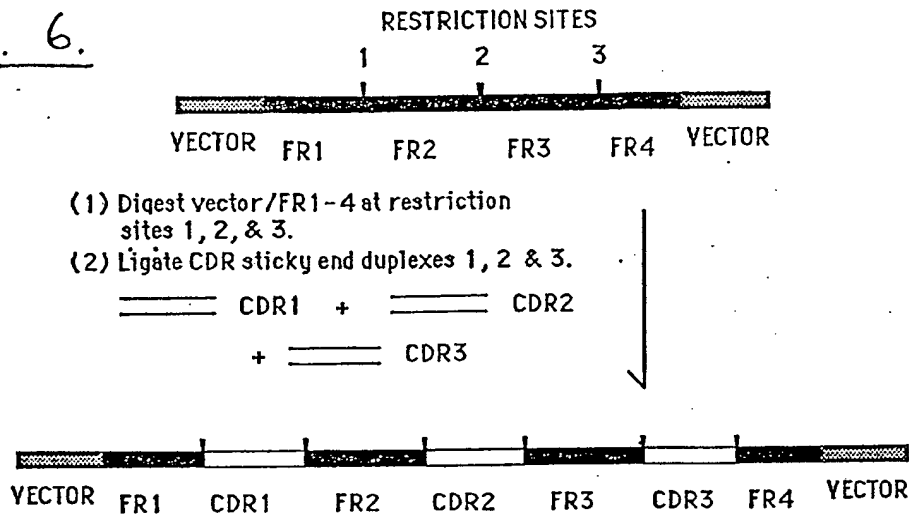 . 6.
RESTRICTION SITES
1 2 3
VECTOR FR1 FR2 FR3 FR4 VECTOR
(1) Digest vector/FR1-4 at restriction
sites 1, 2, & 3.
(2) Ligate CDR sticky end duplexes 1, 2 & 3.
CDR1 + CDR2
+ CDR3
VECTOR FR1 CDR1 FR2 CDR2 FR3 CDR3 FR4 VECTOR